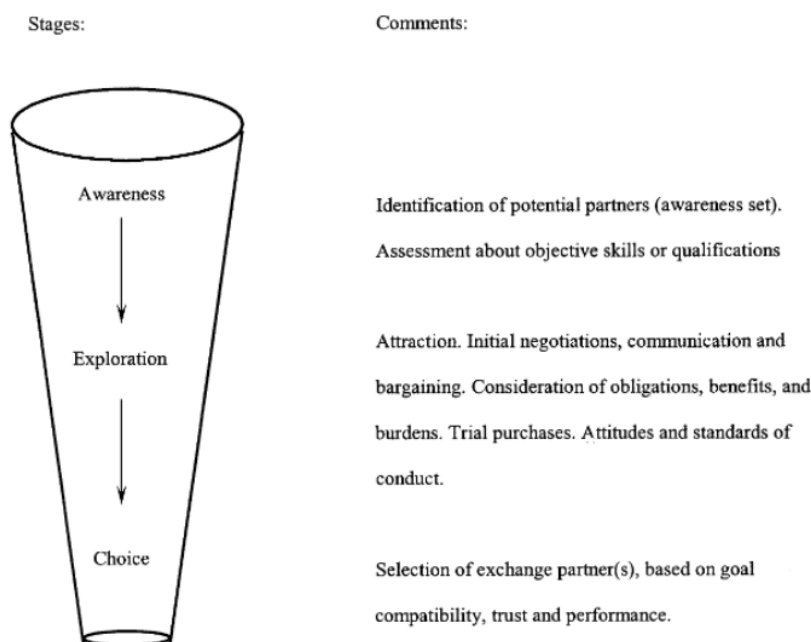 Stages:
Comments:
Awareness
Identification of potential partners (awareness set).
Assessment about objective skills or qualifications
Exploration
Attraction. Initial negotiations, communication and
bargaining. Consideration of obligations, benefits, and
burdens. Trial purchases. Attitudes and standards of
conduct.
Choice
Selection of exchange partner(s), based on goal
compatibility, trust and performance.